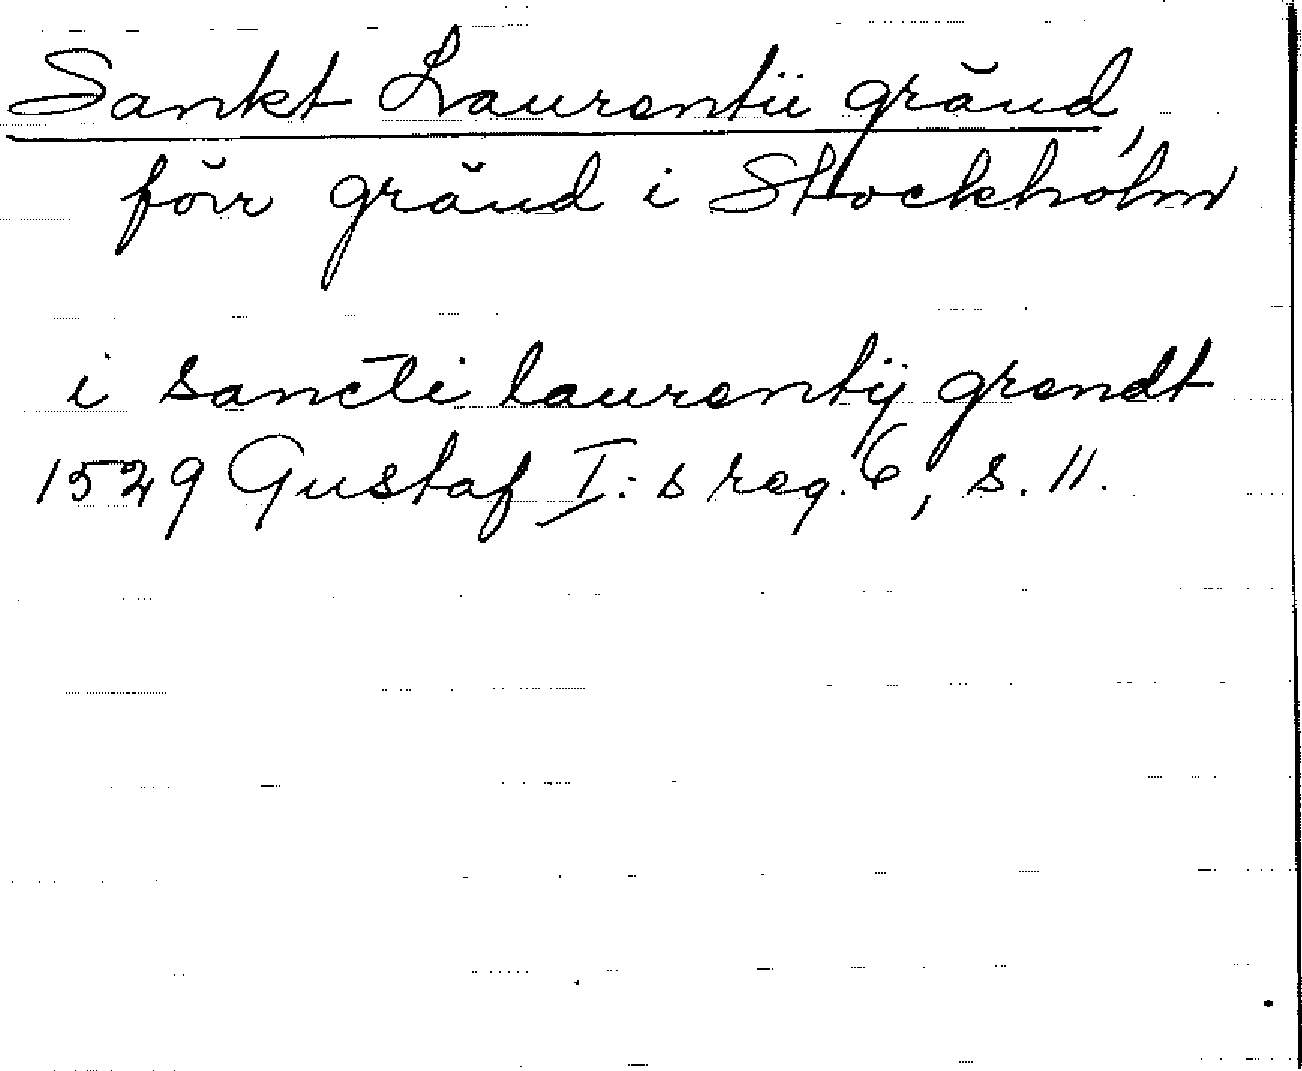 Sankt Laurentii gränd,
förr gränd i Stockholm
i sancti laurentij grendt
1529 Gustaf I:s reg. 6, s. 11.